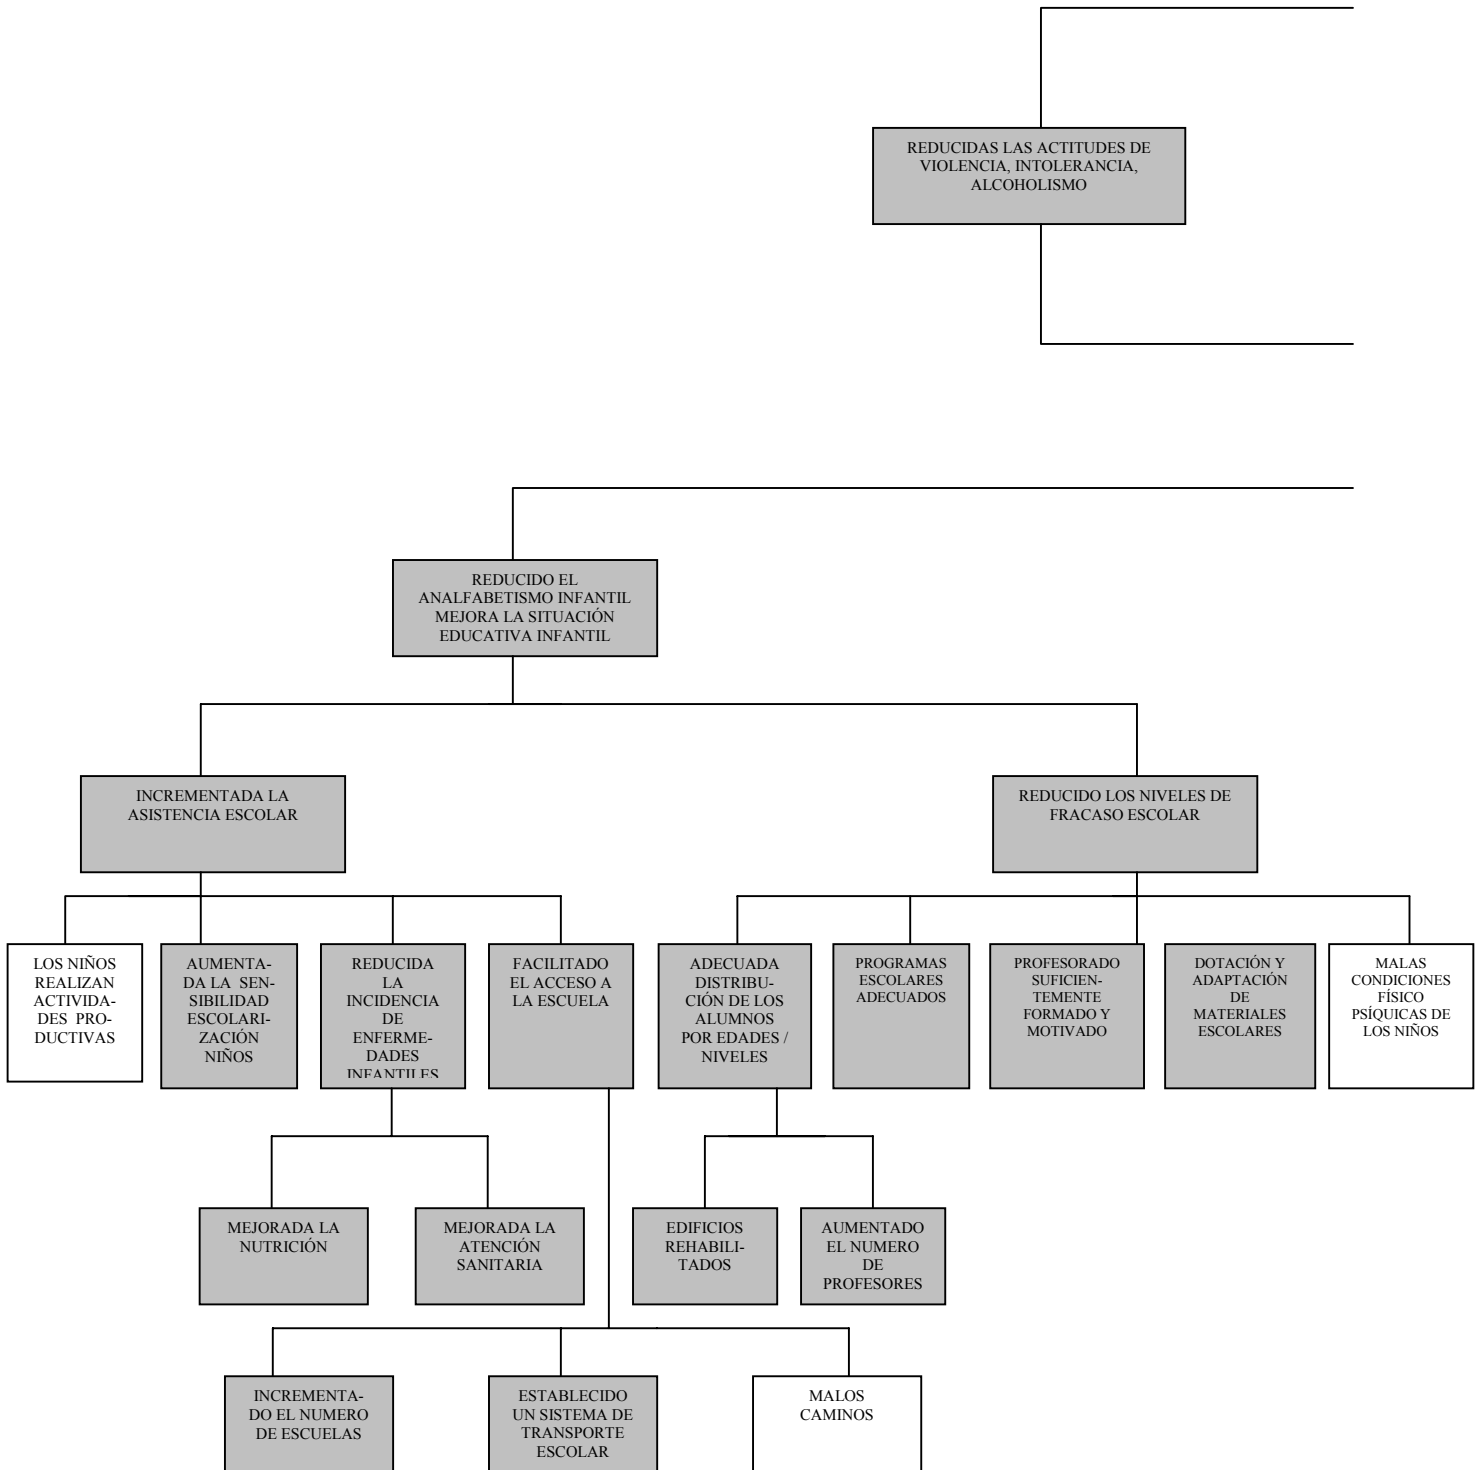 REDUCIDAS LAS ACTITUDES DE
VIOLENCIA, INTOLERANCIA,
ALCOHOLISMO
REDUCIDO EL
ANALFABETISMO INFANTIL
MEJORA LA SITUACIÓN
EDUCATIVA INFANTIL
INCREMENTADA LA
ASISTENCIA ESCOLAR
REDUCIDO LOS NIVELES DE
FRACASO ESCOLAR
LOS NIÑOS
REALIZAN
ACTIVIDA-
DES PRO-
DUCTIVAS
AUMENTA-
DA LA SEN-
SIBILIDAD
ESCOLARI-
ZACIÓN
NIÑOS
REDUCIDA
LA
INCIDENCIA
DE
ENFERME-
DADES
INFANTILES
FACILITADO
EL ACCESO A
LA ESCUELA
ADECUADA
DISTRIBU-
CIÓN DE LOS
ALUMNOS
POR EDADES /
NIVELES
PROGRAMAS
ESCOLARES
ADECUADOS
PROFESORADO
SUFICIEN-
TEMENTE
FORMADO Y
MOTIVADO
DOTACIÓN Y
ADAPTACIÓN
DE
MATERIALES
ESCOLARES
MALAS
CONDICIONES
FÍSICO
PSÍQUICAS DE
LOS NIÑOS
MEJORADA LA
NUTRICIÓN
MEJORADA LA
ATENCIÓN
SANITARIA
EDIFICIOS
REHABILI-
TADOS
AUMENTADO
EL NUMERO
DE
PROFESORES
INCREMENTA-
DO EL NUMERO
DE ESCUELAS
ESTABLECIDO
UN SISTEMA DE
TRANSPORTE
ESCOLAR
MALOS
CAMINOS